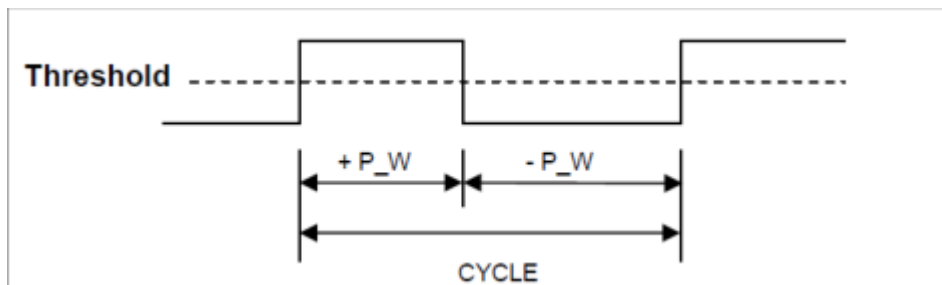 Threshold
+ P_W
- P_W
CYCLE